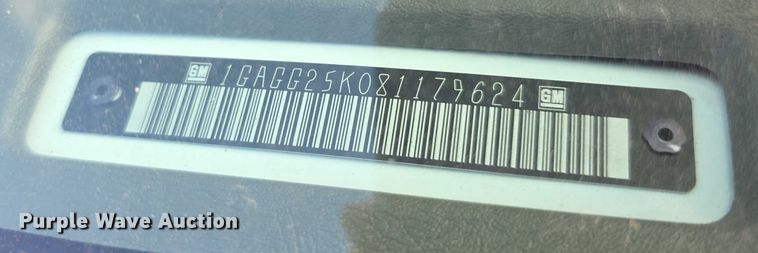 GM 1GAGG25K081179624 GM
Purple Wave Auction